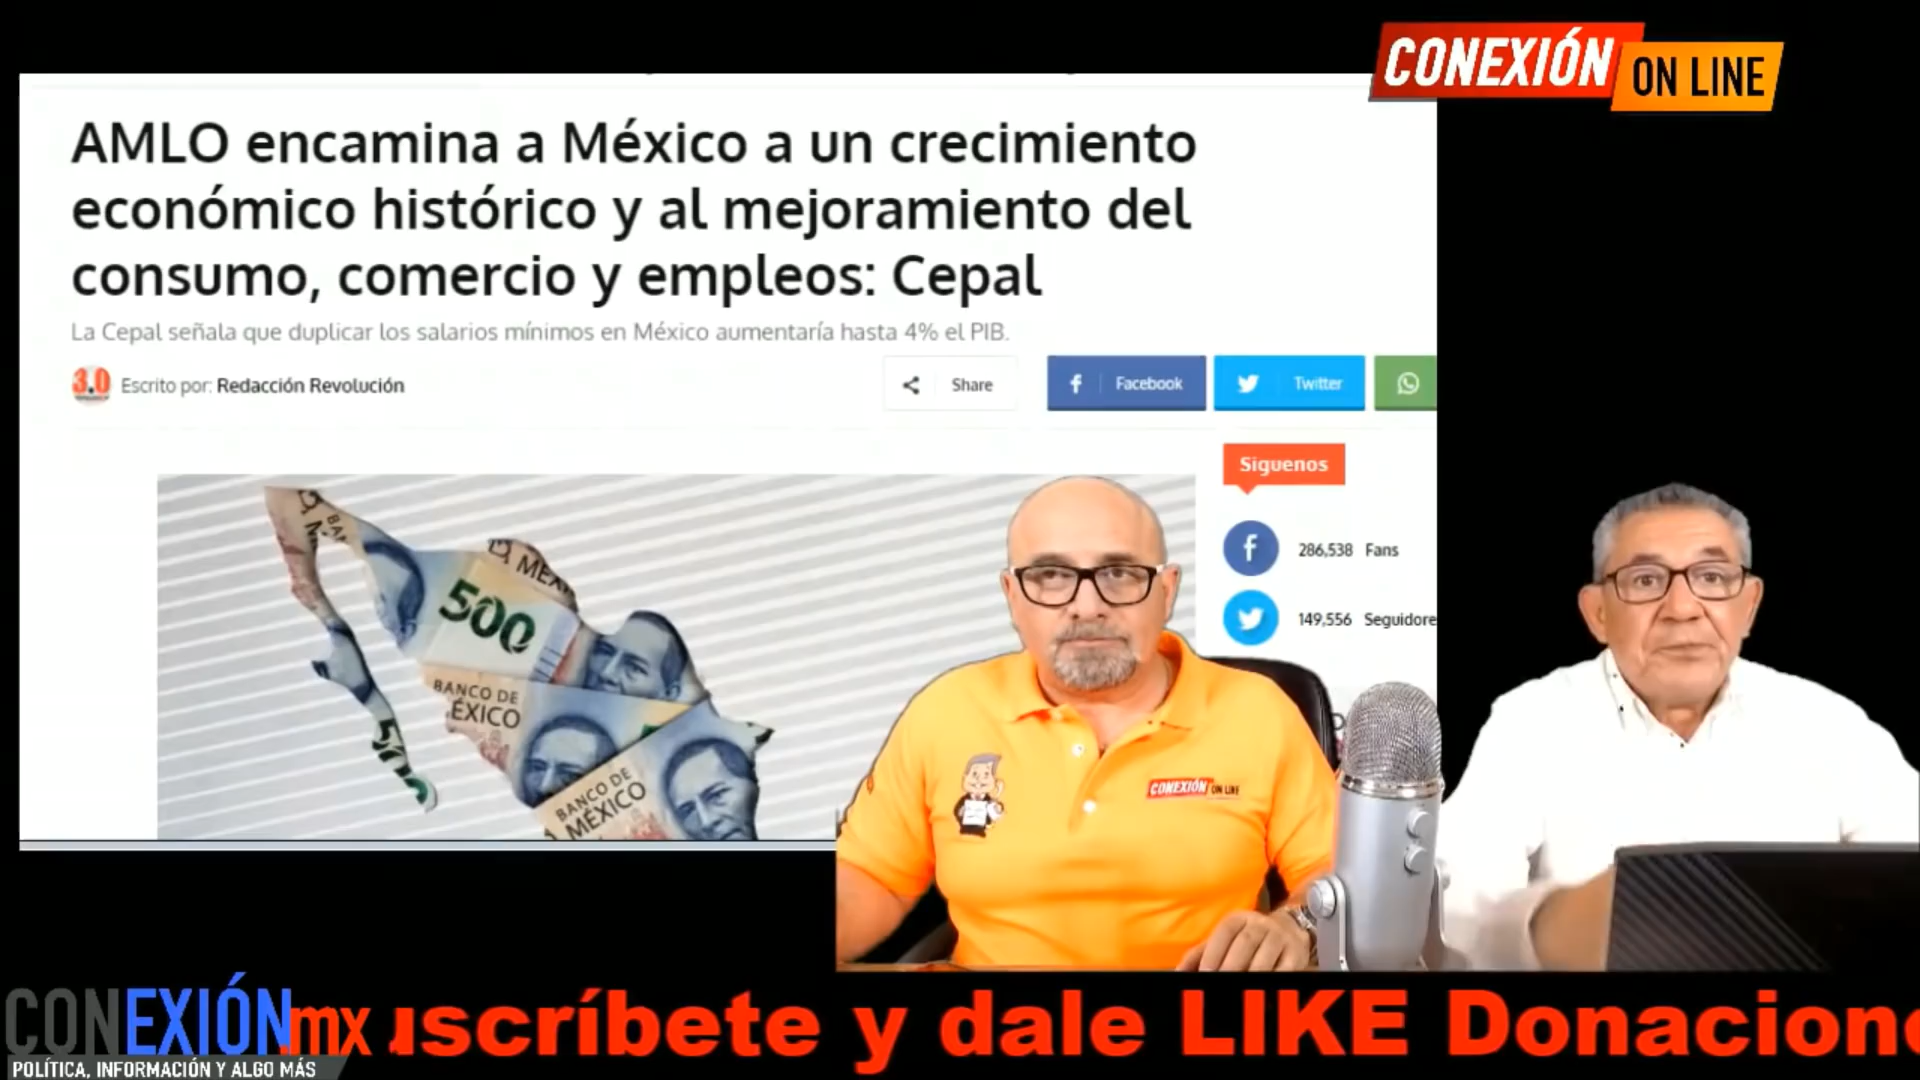 CONEXIÓN ON LINE
AMLO encamina a México a un crecimiento
económico histórico y al mejoramiento del
consumo, comercio y empleos: Cepal
La Cepal señala que duplicar los salarios mínimos en México aumentaría hasta 4% el PIB.
3.0 Escrito por: Redacción Revolución
Share
Facebook
Twitter
Síguenos
286,538 Fans
149,556 Seguidore
500
BANCO DE
ÉXICO
BANCO DE
MÉXICO
CONEXIÓN ON LINE
CONEXIÓNmx
POLÍTICA, INFORMACIÓN Y ALGO MÁS
uscríbete y dale LIKE Donacion